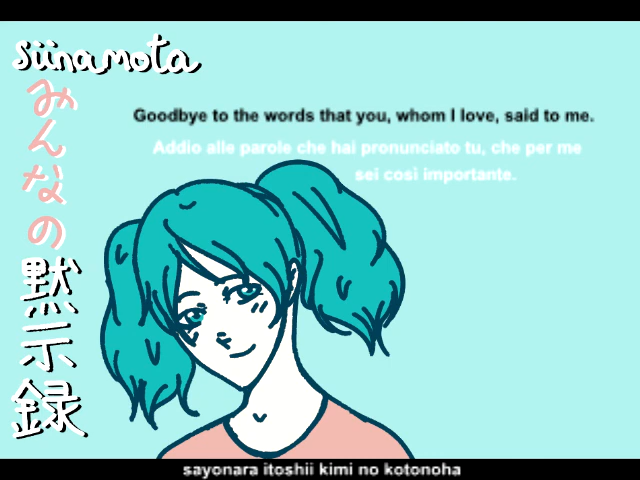 siinamota
みんなの黙示録
Goodbye to the words that you, whom I love, said to me.
Addio alle parole che hai pronunciato tu, che per me
sei così importante.
sayonara itoshii kimi no kotonoha